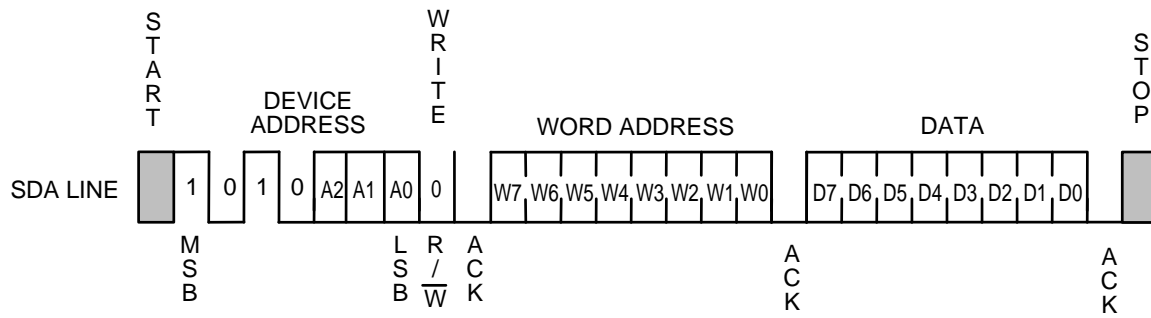 START
WRITE
STOP
DEVICE
ADDRESS
WORD ADDRESS
DATA
SDA LINE
1 0 1 0 A2 A1 A0 0 W7 W6 W5 W4 W3 W2 W1 W0 D7 D6 D5 D4 D3 D2 D1 D0
MSB
LSB
R/W
ACK
ACK
ACK